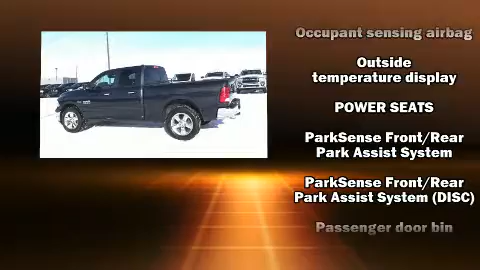 Occupant sensing airbag
Outside
temperature display
POWER SEATS
ParkSense Front/Rear
Park Assist System
ParkSense Front/Rear
Park Assist System (DISC)
Passenger door bin